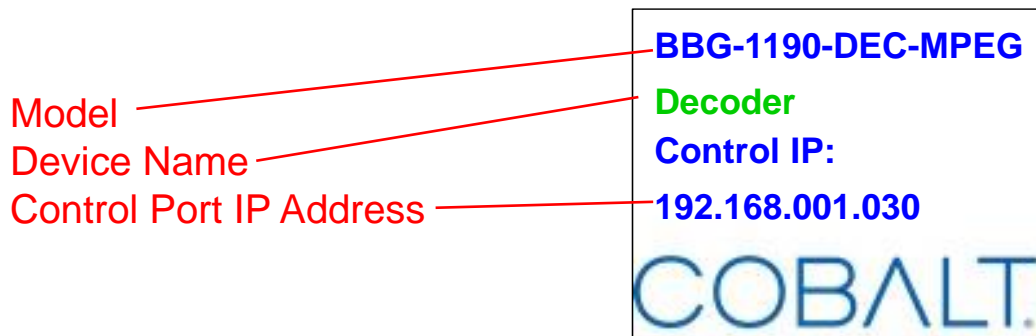 Model
Device Name
Control Port IP Address
BBG-1190-DEC-MPEG
Decoder
Control IP:
192.168.001.030
COBALT.